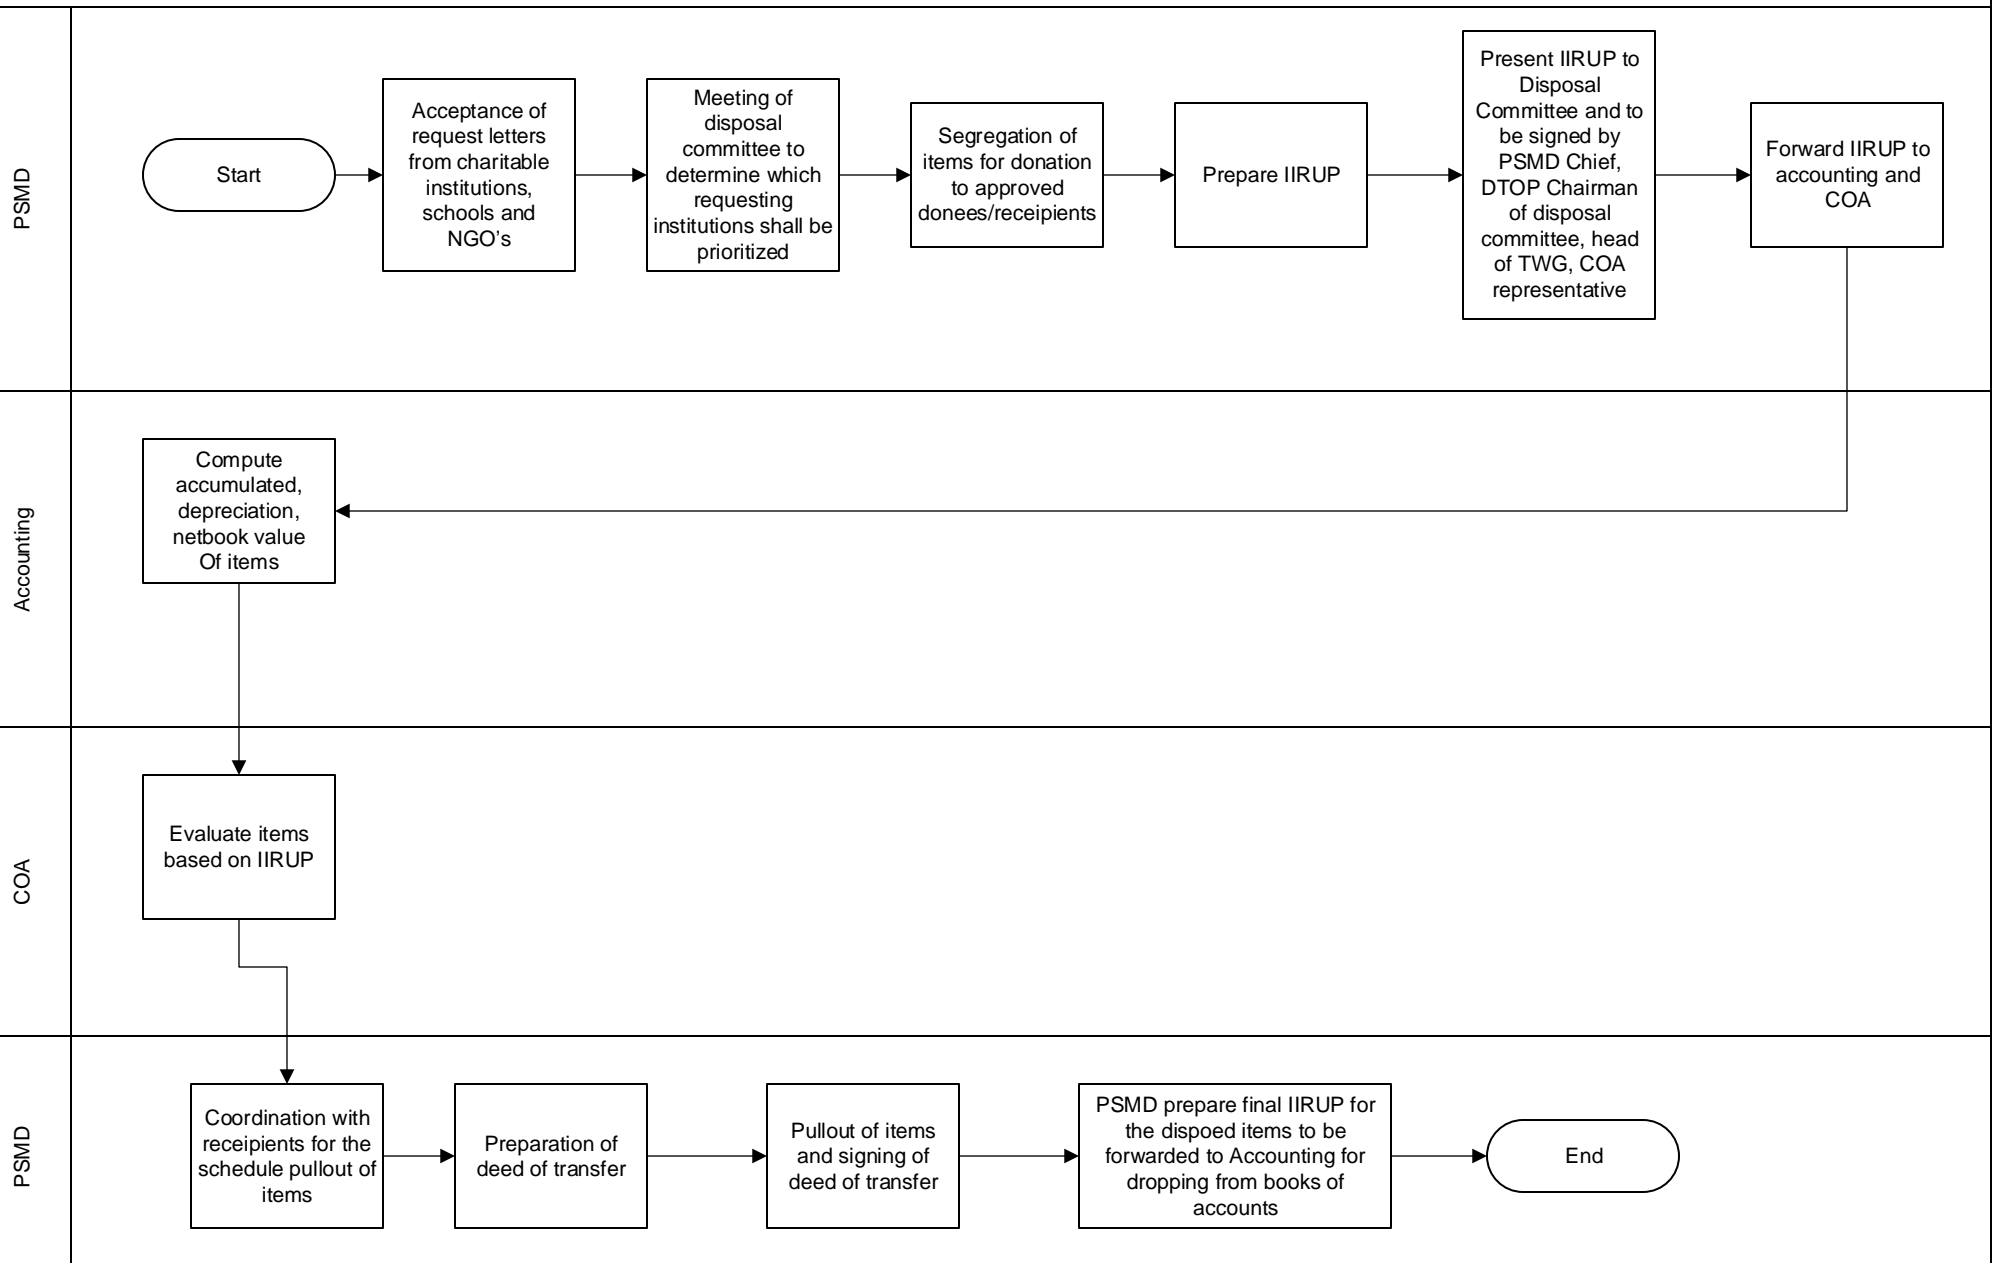 PSMD
Start
Acceptance of
request letters
from charitable
institutions,
schools and
NGO’s
Meeting of
disposal
committee to
determine which
requesting
institutions shall be
prioritized
Segregation of
items for donation
to approved
donees/receipients
Prepare IIRUP
Present IIRUP to
Disposal
Committee and to
be signed by
PSMD Chief,
DTOP Chairman
of disposal
committee, head
of TWG, COA
representative
Forward IIRUP to
accounting and
COA
Accounting
Compute
accumulated,
depreciation,
netbook value
Of items
COA
Evaluate items
based on IIRUP
PSMD
Coordination with
receipients for the
schedule pullout of
items
Preparation of
deed of transfer
Pullout of items
and signing of
deed of transfer
PSMD prepare final IIRUP for
the dispoed items to be
forwarded to Accounting for
dropping from books of
accounts
End